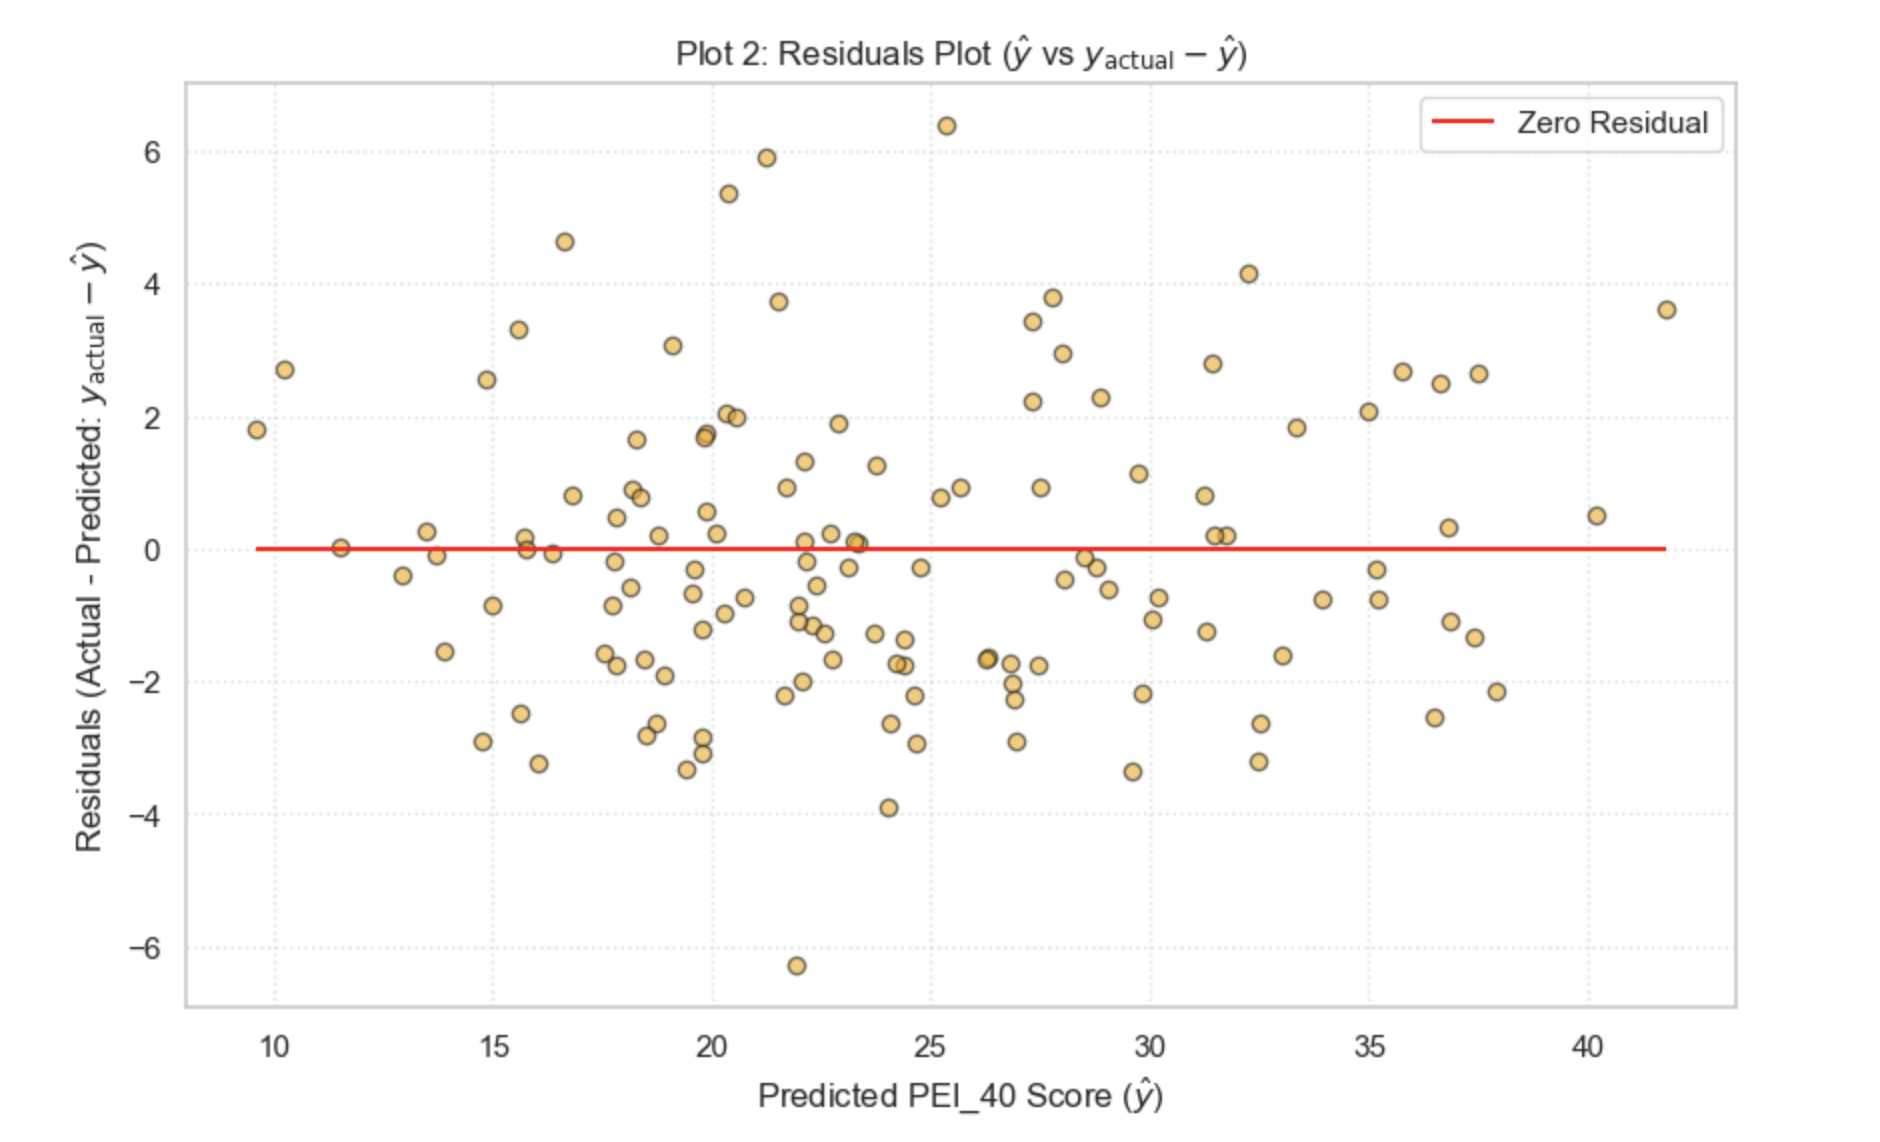 Plot 2: Residuals Plot (ŷ vs y_actual − ŷ)
Zero Residual
Residuals (Actual - Predicted: y_actual − ŷ)
6
4
2
0
−2
−4
−6
10 15 20 25 30 35 40
Predicted PEI_40 Score (ŷ)